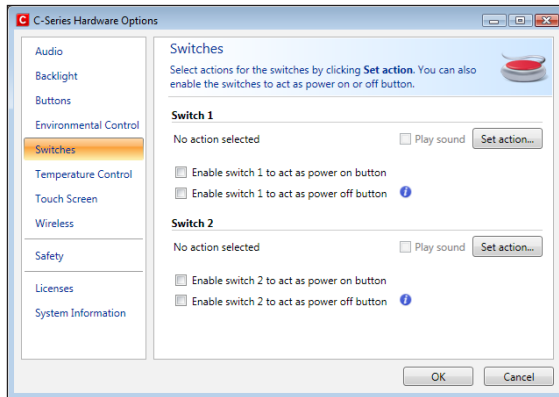 C-Series Hardware Options
Audio
Backlight
Buttons
Environmental Control
Switches
Temperature Control
Touch Screen
Wireless
Safety
Licenses
System Information
Switches
Select actions for the switches by clicking Set action. You can also
enable the switches to act as power on or off button.
Switch 1
No action selected
Play sound
Set action...
Enable switch 1 to act as power on button
Enable switch 1 to act as power off button
Switch 2
No action selected
Play sound
Set action...
Enable switch 2 to act as power on button
Enable switch 2 to act as power off button
OK
Cancel